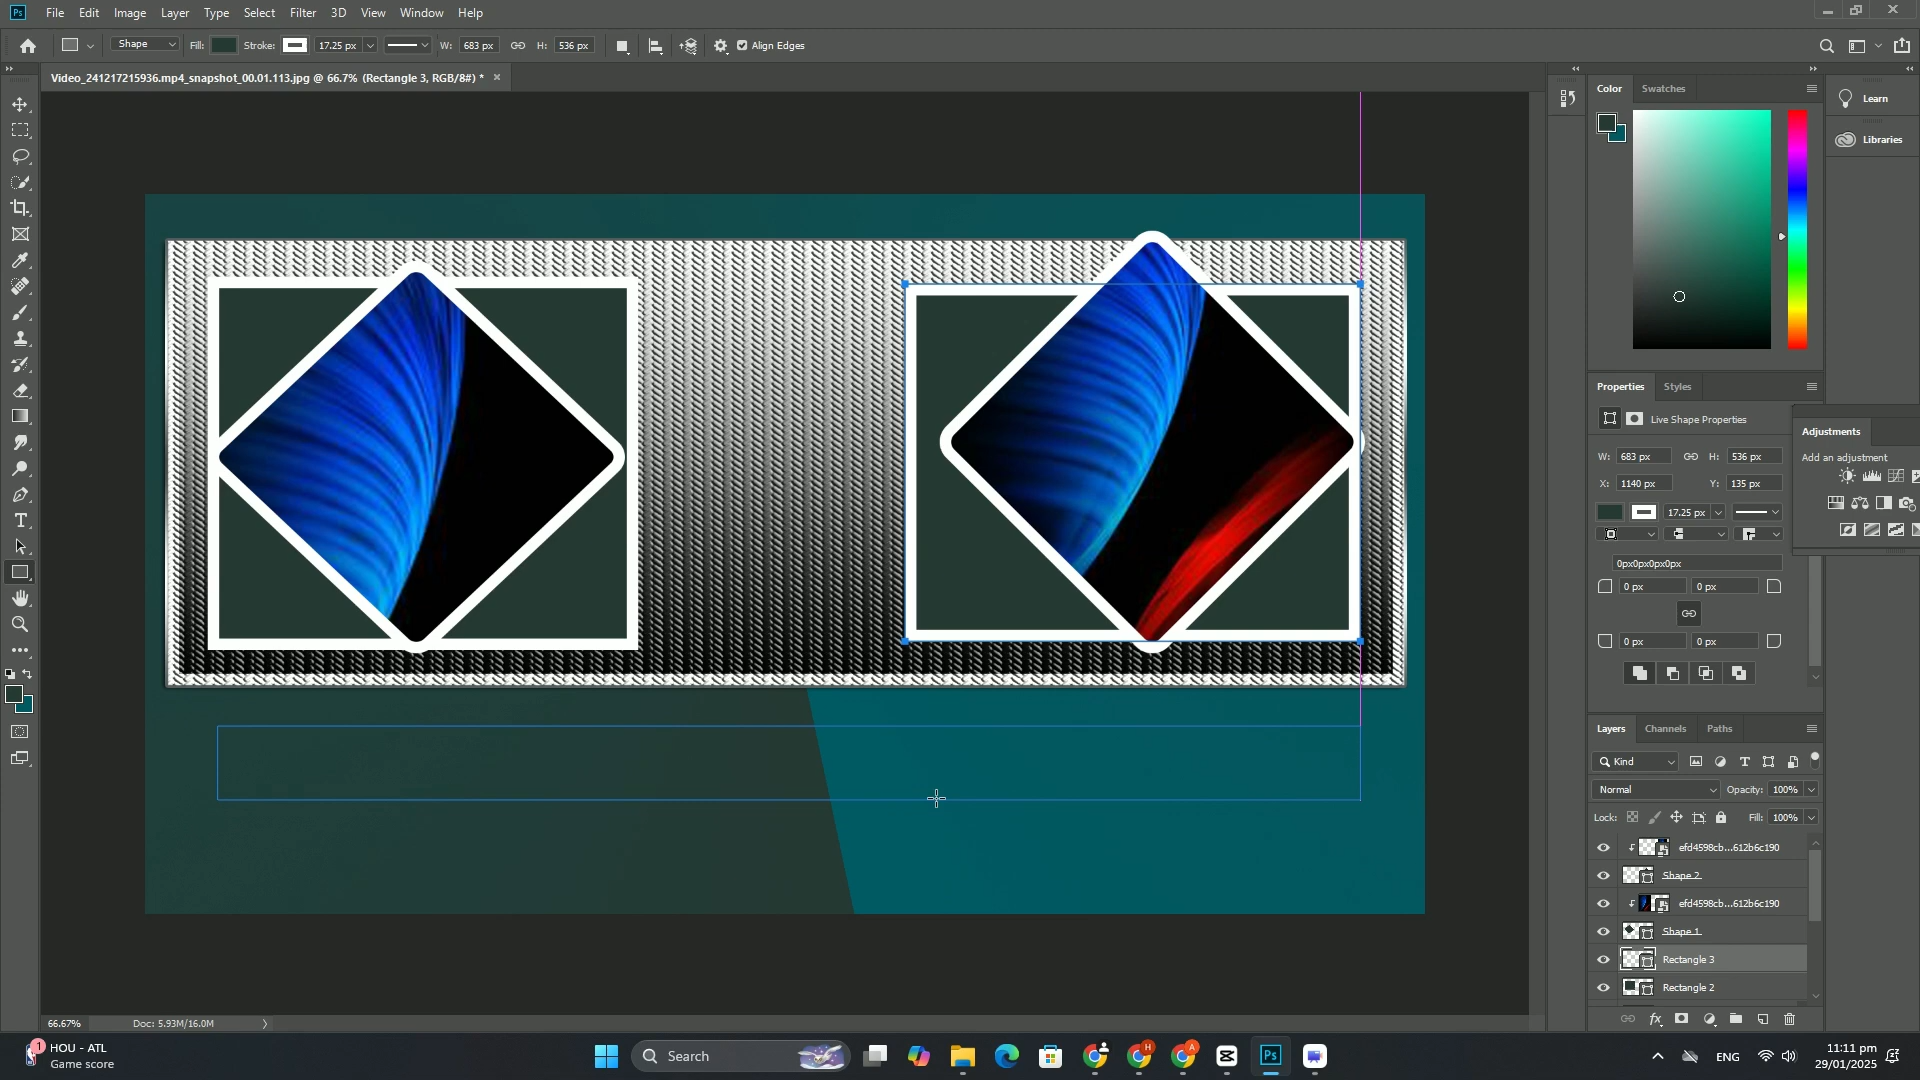 Ps File Edit Image Layer Type Select Filter 3D View Window Help
Shape Fill: Stroke: 17.25 px W: 683 px H: 536 px Align Edges
Video_241217215936.mp4_snapshot_00.01.113.jpg @ 66.7% (Rectangle 3, RGB/8#) *
Color Swatches
Learn
Libraries
Properties Styles
Live Shape Properties
W: 683 px H: 536 px
X: 1140 px Y: 135 px
17.25 px
0px0px0px0px
0 px 0 px
0 px 0 px
Adjustments
Add an adjustment
Layers Channels Paths
Kind
Normal Opacity: 100%
Lock: Fill: 100%
efd4598cb...612b6c190
Shape 2
efd4598cb...612b6c190
Shape 1
Rectangle 3
Rectangle 2
fx
66.67% Doc: 5.93M/16.0M
1 HOU - ATL
Game score
Search
H A Ps
ENG
11:11 pm
29/01/2025